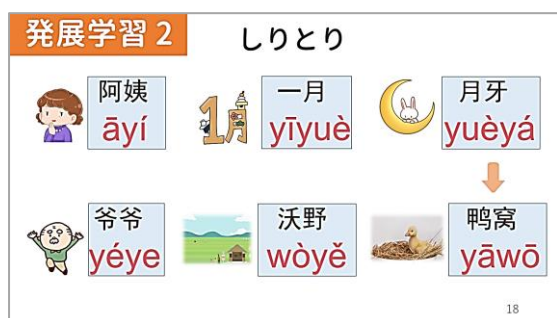 発展学習 2
しりとり
阿姨
āyí
一月
yīyuè
月牙
yuèyá
爷爷
yéye
沃野
wòyě
鸭窝
yāwō
18